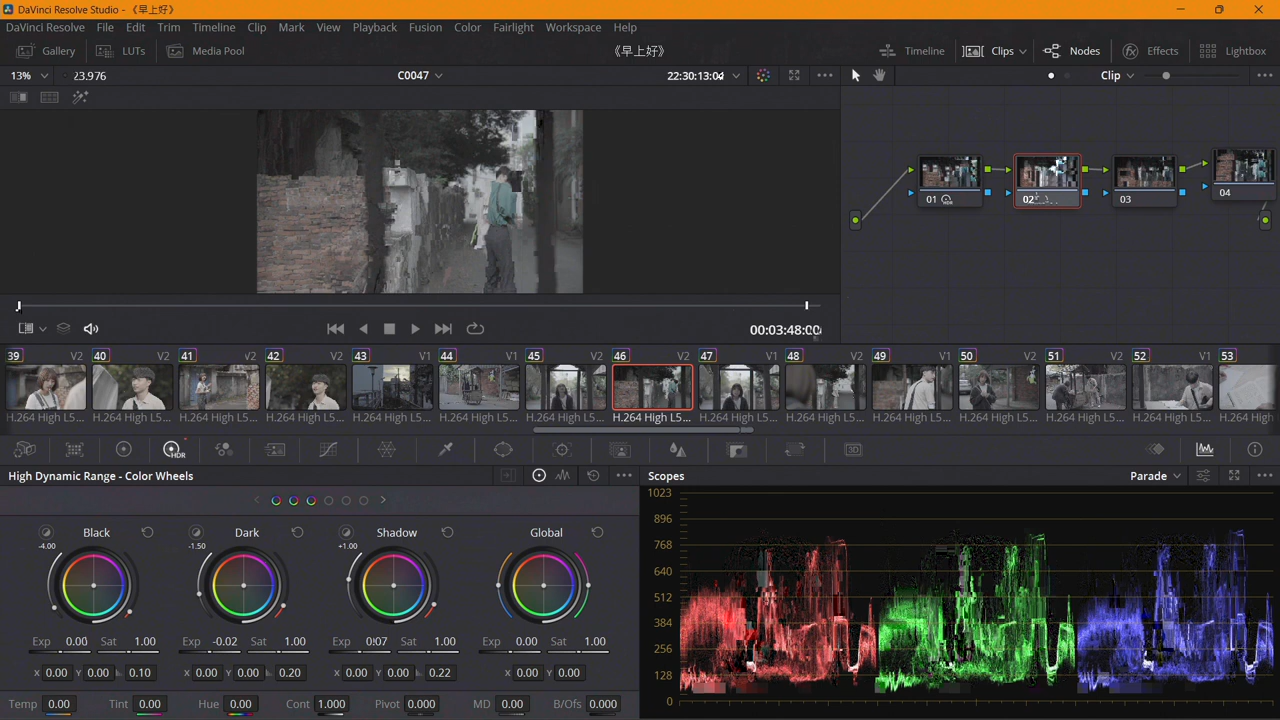 DaVinci Resolve Studio - 《早上好》
DaVinci Resolve File Edit Trim Timeline Clip Mark View Playback Fusion Color Fairlight Workspace Help
Gallery LUTs Media Pool 《早上好》 Timeline Clips Nodes Effects Lightbox
13% 23.976 C0047 22:30:13:04 Clip
01 HDR 02 03 04
00:03:48:00
39 V2 40 V2 41 V2 42 V2 43 V1 44 V1 45 V2 46 V2 47 V1 48 V2 49 V1 50 V2 51 V2 52 V1 53
H.264 High L5... H.264 High L5... H.264 High L5... H.264 High L5... H.264 High L5... H.264 High L5... H.264 High L5... H.264 High L5... H.264 High L5... H.264 High L5... H.264 High L5... H.264 High L5... H.264 High L5... H.264 High L5... H.264 High
HDR 3D
High Dynamic Range - Color Wheels Scopes Parade
Black Dark Shadow Global
-4.00 -1.50 +1.00
Exp 0.00 Sat 1.00 Exp -0.02 Sat 1.00 Exp 0.07 Sat 1.00 Exp 0.00 Sat 1.00
X 0.00 Y 0.00 0.10 X 0.00 Y 0.00 0.20 X 0.00 Y 0.00 0.22 X 0.00 Y 0.00
Temp 0.00 Tint 0.00 Hue 0.00 Cont 1.000 Pivot 0.000 MD 0.00 B/Ofs 0.000
1023
896
768
640
512
384
256
128
0